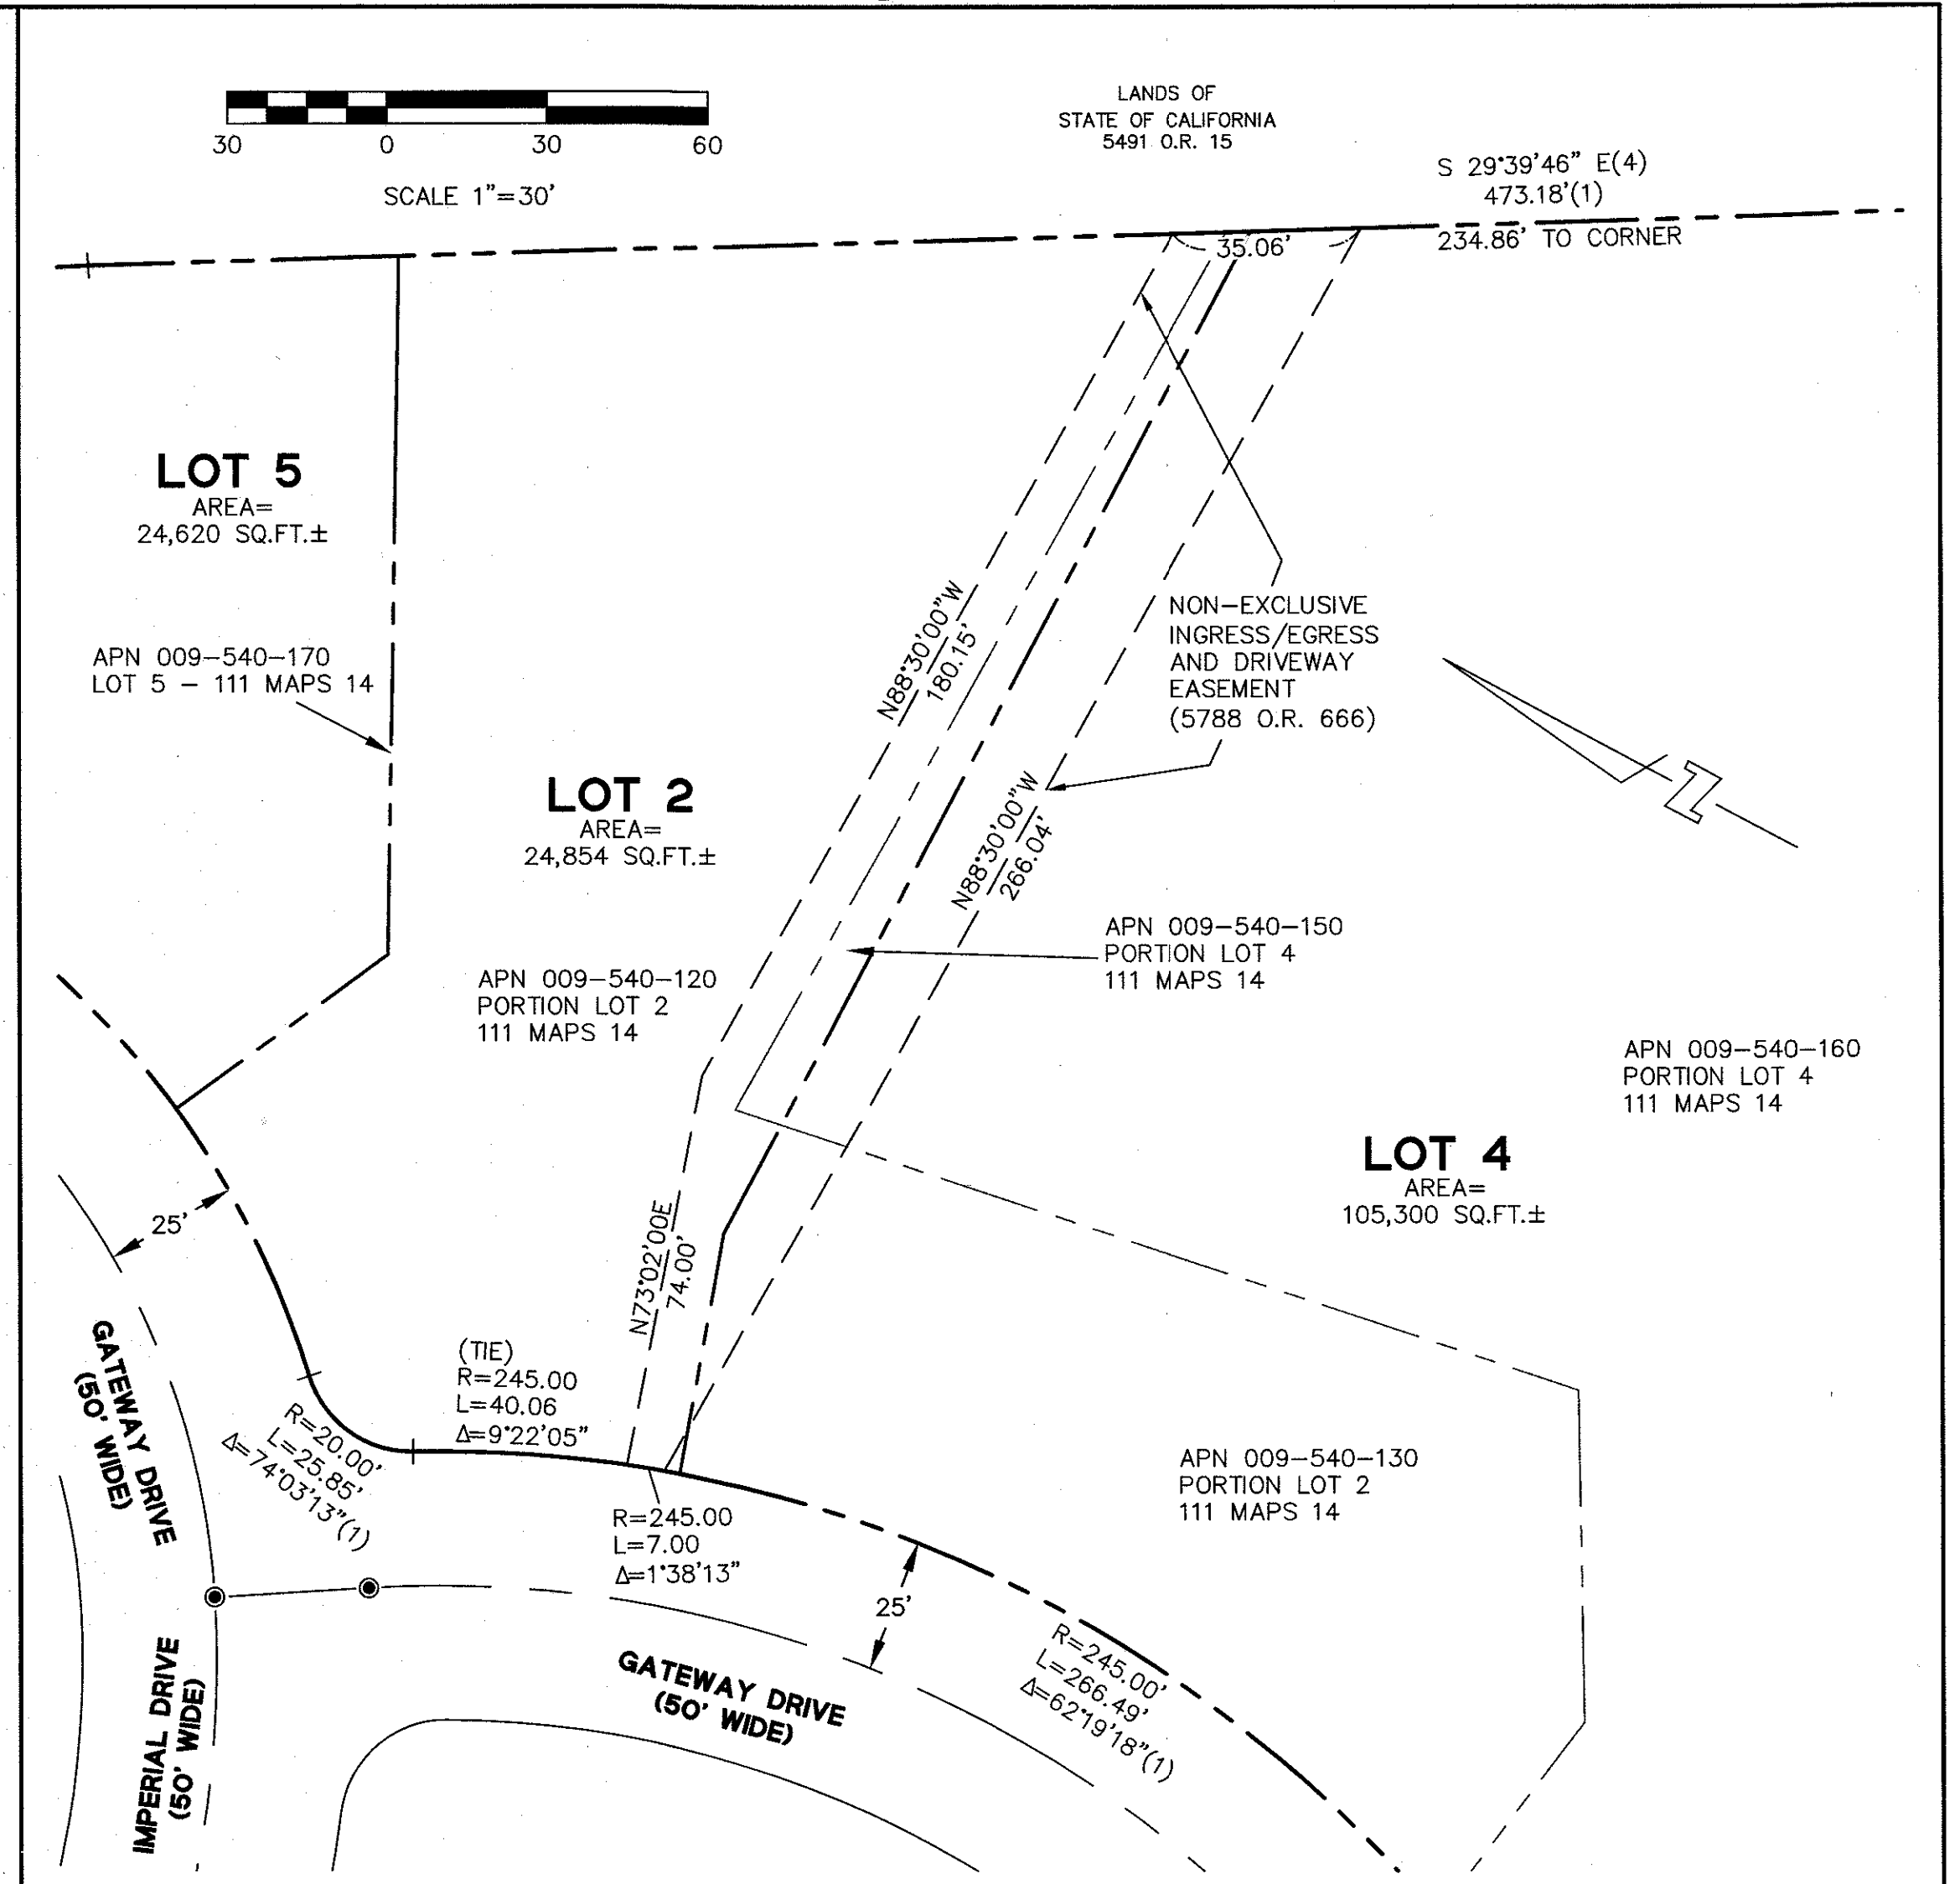 30 0 30 60
SCALE 1"=30'
LANDS OF
STATE OF CALIFORNIA
5491 O.R. 15
S 29°39'46" E(4)
473.18'(1)
234.86' TO CORNER
35.06'
LOT 5
AREA=
24,620 SQ.FT.±
APN 009-540-170
LOT 5 - 111 MAPS 14
N88°30'00"W
180.15'
NON-EXCLUSIVE
INGRESS/EGRESS
AND DRIVEWAY
EASEMENT
(5788 O.R. 666)
Z
LOT 2
AREA=
24,854 SQ.FT.±
N88°30'00"W
266.04'
APN 009-540-150
PORTION LOT 4
111 MAPS 14
APN 009-540-120
PORTION LOT 2
111 MAPS 14
APN 009-540-160
PORTION LOT 4
111 MAPS 14
LOT 4
AREA=
105,300 SQ.FT.±
25'
N73°02'00E
74.00'
GATEWAY DRIVE
(50' WIDE)
(TIE)
R=245.00
L=40.06
Δ=9°22'05"
R=20.00'
L=25.85'
Δ=74°03'13"(1)
APN 009-540-130
PORTION LOT 2
111 MAPS 14
R=245.00
L=7.00
Δ=1°38'13"
25'
IMPERIAL DRIVE
(50' WIDE)
GATEWAY DRIVE
(50' WIDE)
R=245.00'
L=266.49'
Δ=62°19'18"(1)